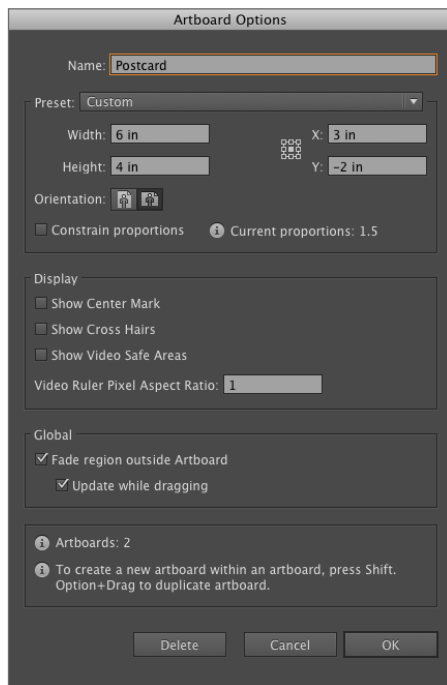 Artboard Options
Name: Postcard
Preset: Custom
Width: 6 in X: 3 in
Height: 4 in Y: -2 in
Orientation:
Constrain proportions Current proportions: 1.5
Display
Show Center Mark
Show Cross Hairs
Show Video Safe Areas
Video Ruler Pixel Aspect Ratio: 1
Global
Fade region outside Artboard
Update while dragging
Artboards: 2
To create a new artboard within an artboard, press Shift.
Option+Drag to duplicate artboard.
Delete Cancel OK